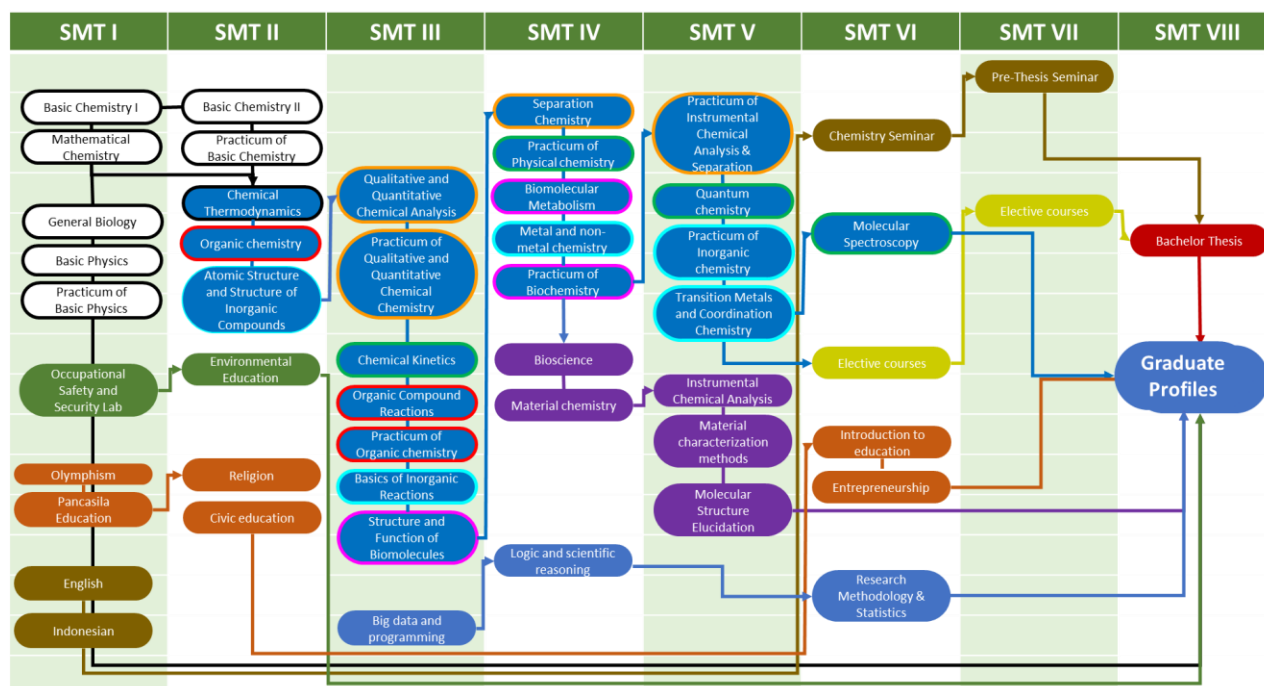 SMT I
SMT II
SMT III
SMT IV
SMT V
SMT VI
SMT VII
SMT VIII
Basic Chemistry I
Mathematical
Chemistry
General Biology
Basic Physics
Practicum of
Basic Physics
Occupational
Safety and
Security Lab
Olymphism
Pancasila
Education
English
Indonesian
Basic Chemistry II
Practicum of
Basic Chemistry
Chemical
Thermodynamics
Organic chemistry
Atomic Structure
and Structure of
Inorganic
Compounds
Environmental
Education
Religion
Civic education
Qualitative and
Quantitative
Chemical Analysis
Practicum of
Qualitative and
Quantitative
Chemical
Chemistry
Chemical Kinetics
Organic Compound
Reactions
Practicum of
Organic chemistry
Basics of Inorganic
Reactions
Structure and
Function of
Biomolecules
Big data and
programming
Separation
Chemistry
Practicum of
Physical chemistry
Biomolecular
Metabolism
Metal and non-
metal chemistry
Practicum of
Biochemistry
Bioscience
Material chemistry
Logic and scientific
reasoning
Practicum of
Instrumental
Chemical
Analysis &
Separation
Quantum
chemistry
Practicum of
Inorganic
chemistry
Transition Metals
and Coordination
Chemistry
Instrumental
Chemical Analysis
Material
characterization
methods
Molecular
Structure
Elucidation
Chemistry Seminar
Molecular
Spectroscopy
Elective courses
Introduction to
education
Entrepreneurship
Research
Methodology &
Statistics
Pre-Thesis Seminar
Elective courses
Bachelor Thesis
Graduate
Profiles